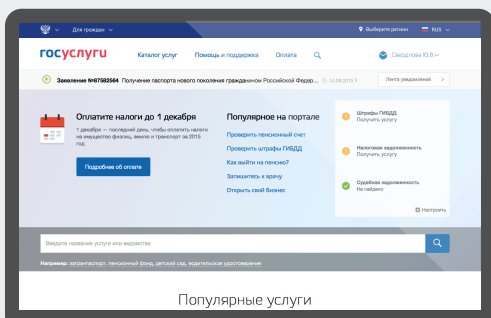 Для граждан
Выберите регион
RUS
госуслуги
Каталог услуг
Помощь и поддержка
Оплата
Свердлова Ю.В.
Заявление №87582564 Получение паспорта нового поколения гражданином Российской Федер...
14.09.2015
Лента уведомлений
Оплатите налоги до 1 декабря
1 декабря — последний день, чтобы оплатить налоги
на имущество физлиц, землю и транспорт за 2015
год
Подробнее об оплате
Популярное на портале
Проверить пенсионный счет
Проверить штрафы ГИБДД
Как выйти на пенсию?
Запишитесь к врачу
Открыть свой бизнес
Штрафы ГИБДД
Получить услугу
Налоговая задолженность
Получить услугу
Судебная задолженность
Не найдено
Настроить
Введите название услуги или ведомства
Например: загранпаспорт, пенсионный фонд, детский сад, водительское удостоверение
Популярные услуги